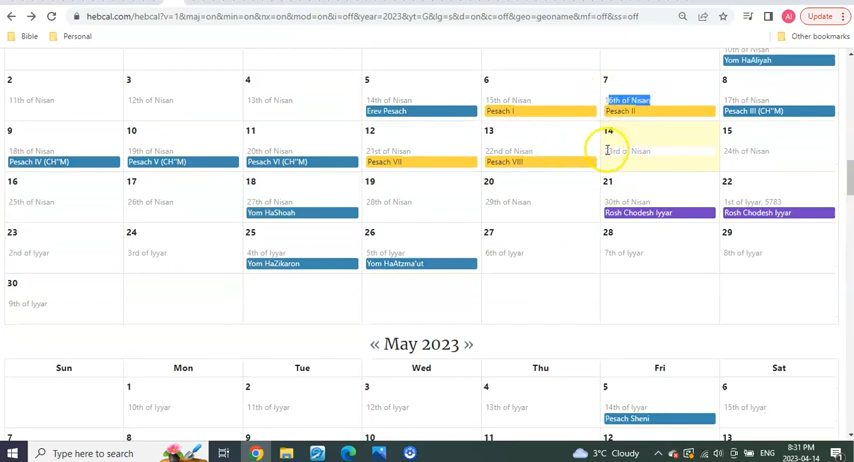 hebcal.com/hebcal?v=1&maj=on&min=on&nx=on&mod=on&i=off&year=2023&yt=G&lg=s&d=on&c=off&geo=geoname&mf=off&ss=off
AI
Update
Bible Personal Other bookmarks
10th of Nisan
Yom HaAliyah
2 3 4 5 6 7 8
11th of Nisan 12th of Nisan 13th of Nisan 14th of Nisan 15th of Nisan 16th of Nisan 17th of Nisan
Erev Pesach Pesach I Pesach II Pesach III (CH"M)
9 10 11 12 13 14 15
18th of Nisan 19th of Nisan 20th of Nisan 21st of Nisan 22nd of Nisan 23rd of Nisan 24th of Nisan
Pesach IV (CH"M) Pesach V (CH"M) Pesach VI (CH"M) Pesach VII Pesach VIII
16 17 18 19 20 21 22
25th of Nisan 26th of Nisan 27th of Nisan 28th of Nisan 29th of Nisan 30th of Nisan 1st of Iyyar, 5783
Yom HaShoah Rosh Chodesh Iyyar Rosh Chodesh Iyyar
23 24 25 26 27 28 29
2nd of Iyyar 3rd of Iyyar 4th of Iyyar 5th of Iyyar 6th of Iyyar 7th of Iyyar 8th of Iyyar
Yom HaZikaron Yom HaAtzma'ut
30
9th of Iyyar
« May 2023 »
Sun Mon Tue Wed Thu Fri Sat
1 2 3 4 5 6
10th of Iyyar 11th of Iyyar 12th of Iyyar 13th of Iyyar 14th of Iyyar 15th of Iyyar
Pesach Sheni
7 8 9 10 11 12 13
Type here to search
3°C Cloudy
ENG
8:31 PM
2023-04-14